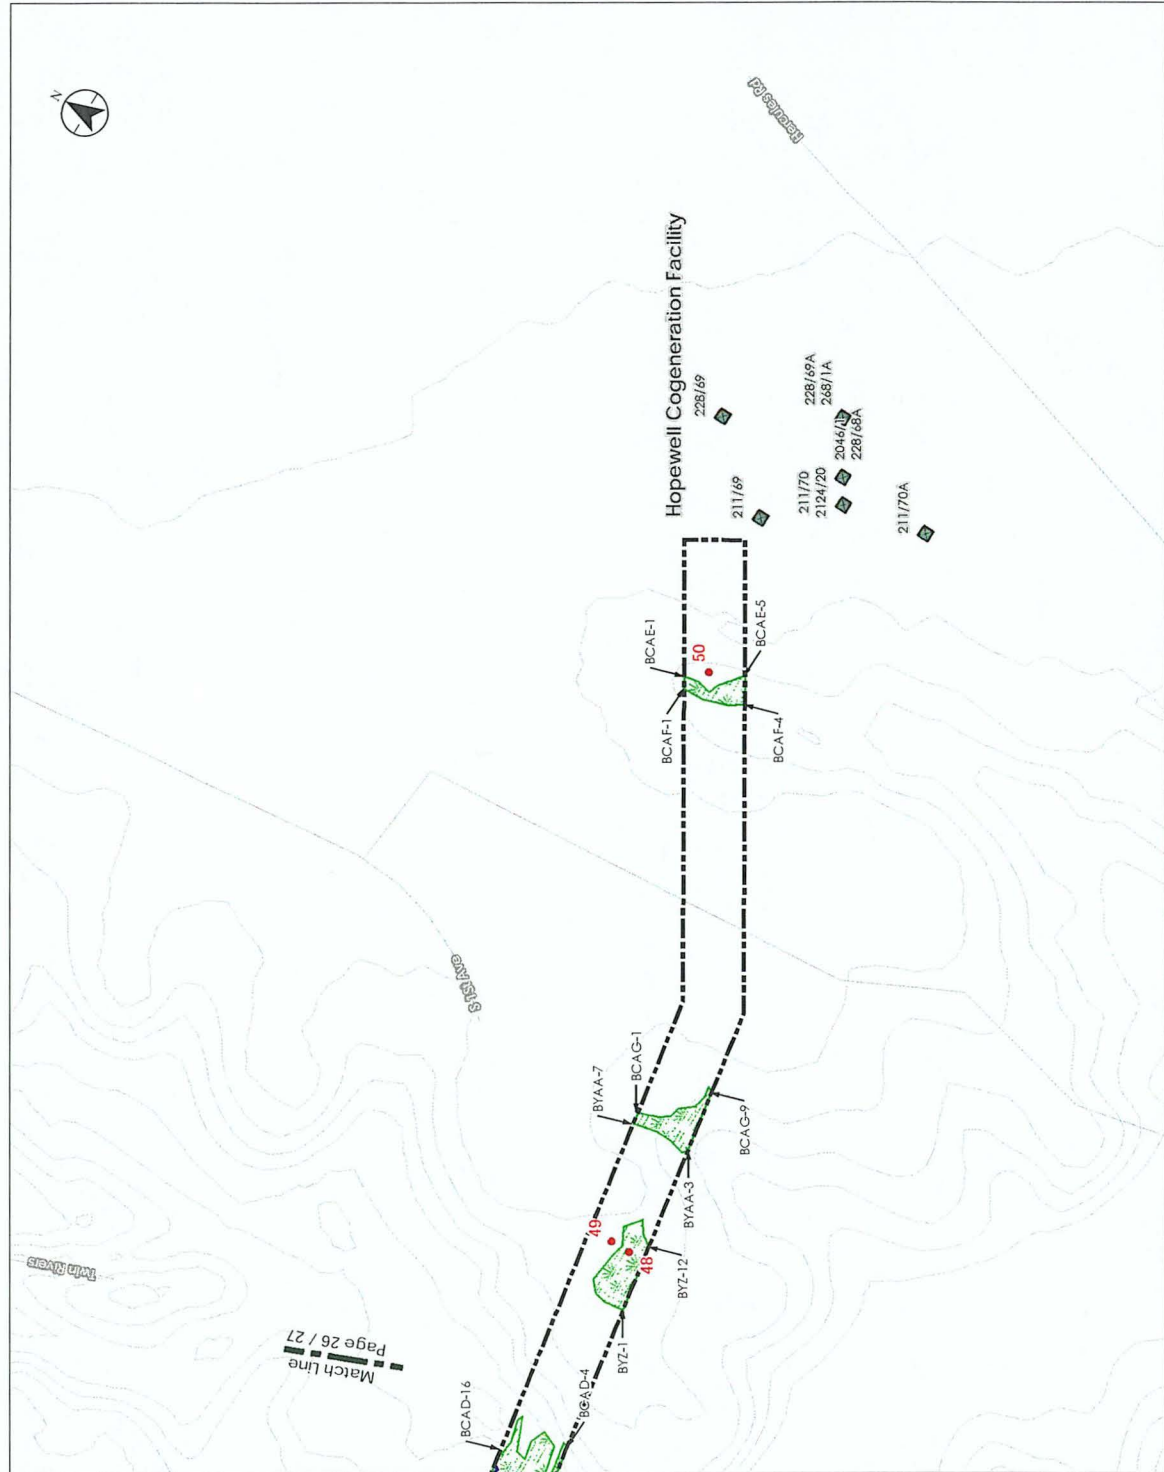 N
Hercules Rd
Hopewell Cogeneration Facility
228/69
228/69A
268/1A
211/69
2046/1
228/68A
211/70
2124/20
211/70A
BCAE-1
BCAE-5
50
BCAF-1
BCAF-4
S 1st Ave
BYAA-7
BCAG-1
BCAG-9
BYAA-3
49
48
BYZ-12
BYZ-1
Twin Rivers
Match Line
Page 26 / 27
BCAD-16
BCAD-4